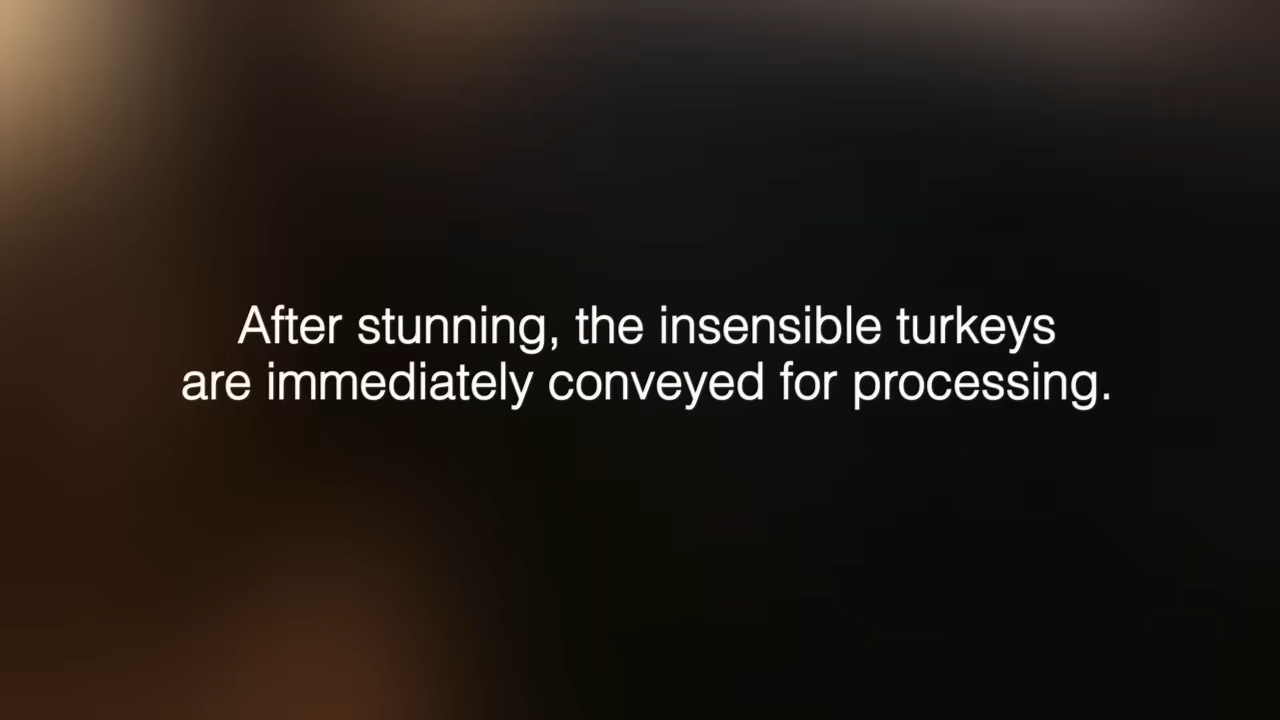 After stunning, the insensible turkeys
are immediately conveyed for processing.